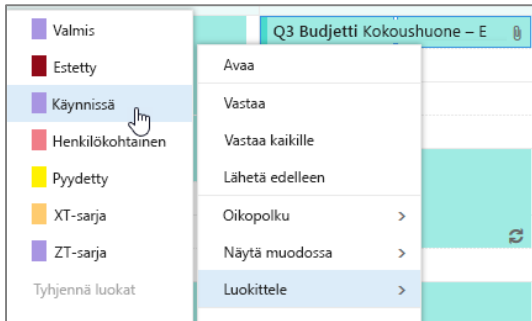 Q3 Budjetti Kokoushuone – E
Valmis
Estetty
Käynnissä
Henkilökohtainen
Pyydetty
XT-sarja
ZT-sarja
Tyhjennä luokat
Avaa
Vastaa
Vastaa kaikille
Lähetä edelleen
Oikopolku
Näytä muodossa
Luokittele